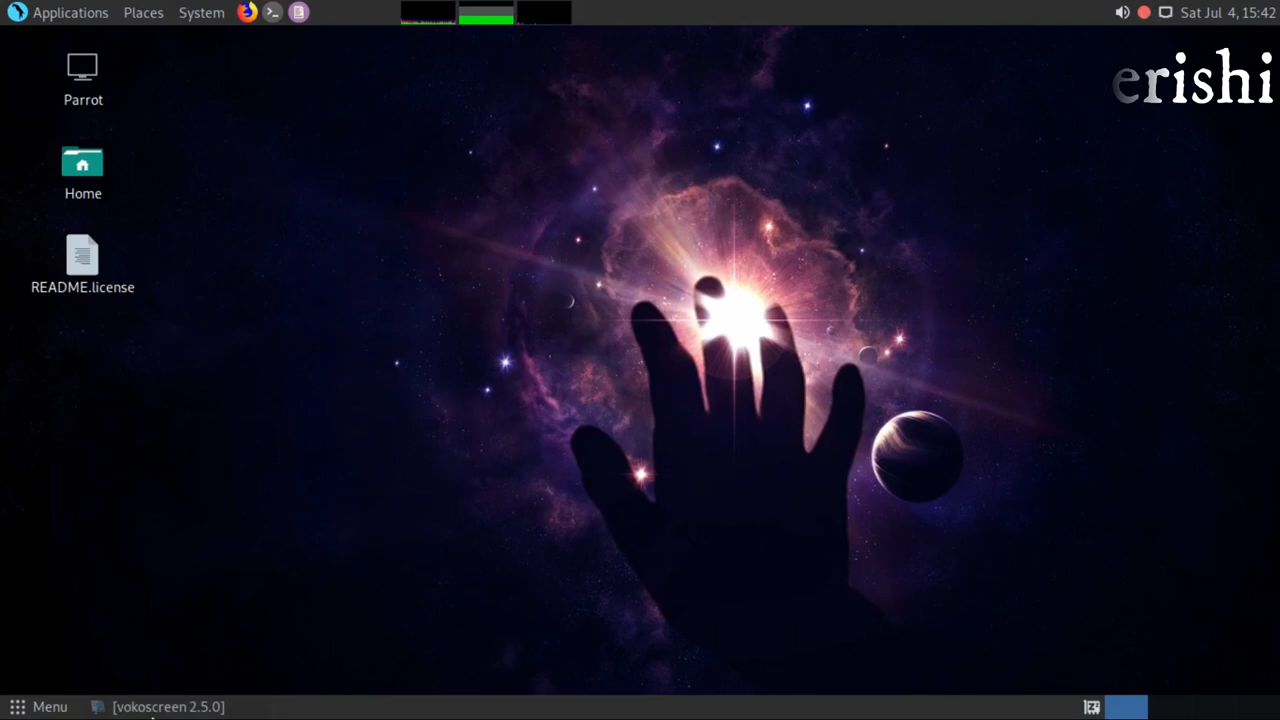 Applications Places System
Sat Jul 4, 15:42
erishi
Parrot
Home
README.license
Menu [vokoscreen 2.5.0]